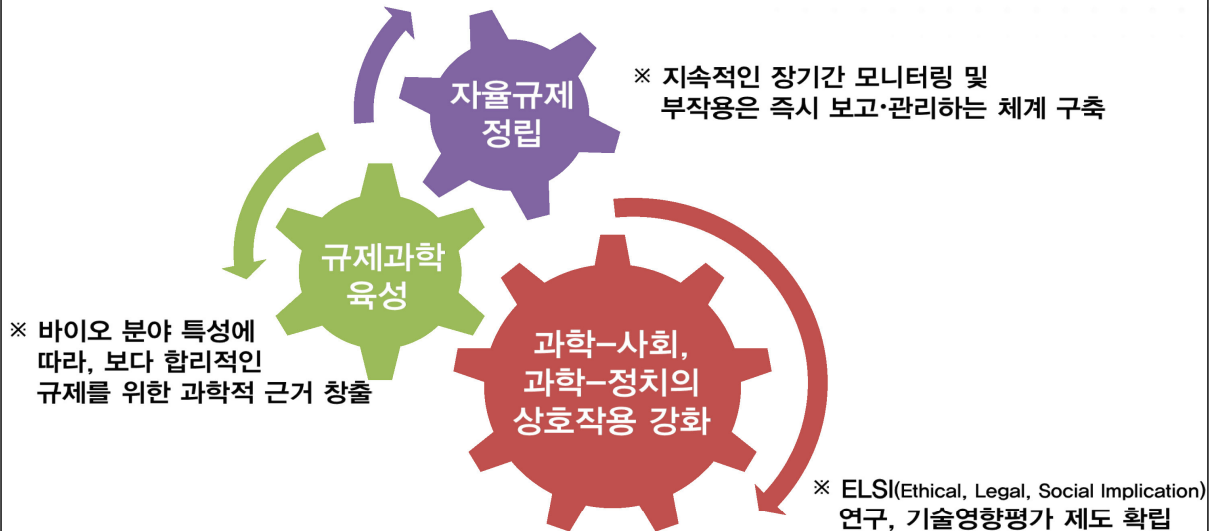 자율규제
정립
※ 지속적인 장기간 모니터링 및
부작용은 즉시 보고·관리하는 체계 구축
규제과학
육성
※ 바이오 분야 특성에
따라, 보다 합리적인
규제를 위한 과학적 근거 창출
과학-사회,
과학-정치의
상호작용 강화
※ ELSI(Ethical, Legal, Social Implication)
연구, 기술영향평가 제도 확립